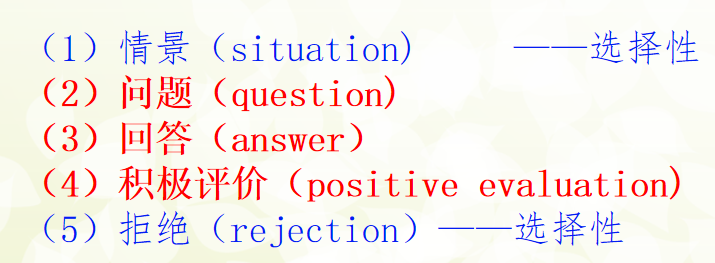 （1）情景（situation) ——选择性
（2）问题（question)
（3）回答（answer）
（4）积极评价（positive evaluation)
（5）拒绝（rejection）——选择性